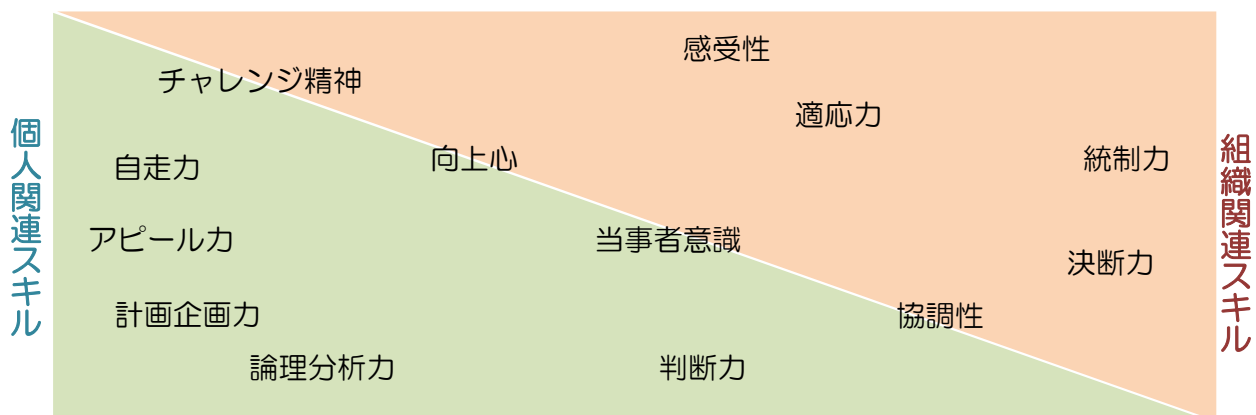 個人関連スキル
チャレンジ精神
自走力
アピール力
計画企画力
論理分析力
向上心
当事者意識
判断力
協調性
感受性
適応力
統制力
決断力
組織関連スキル